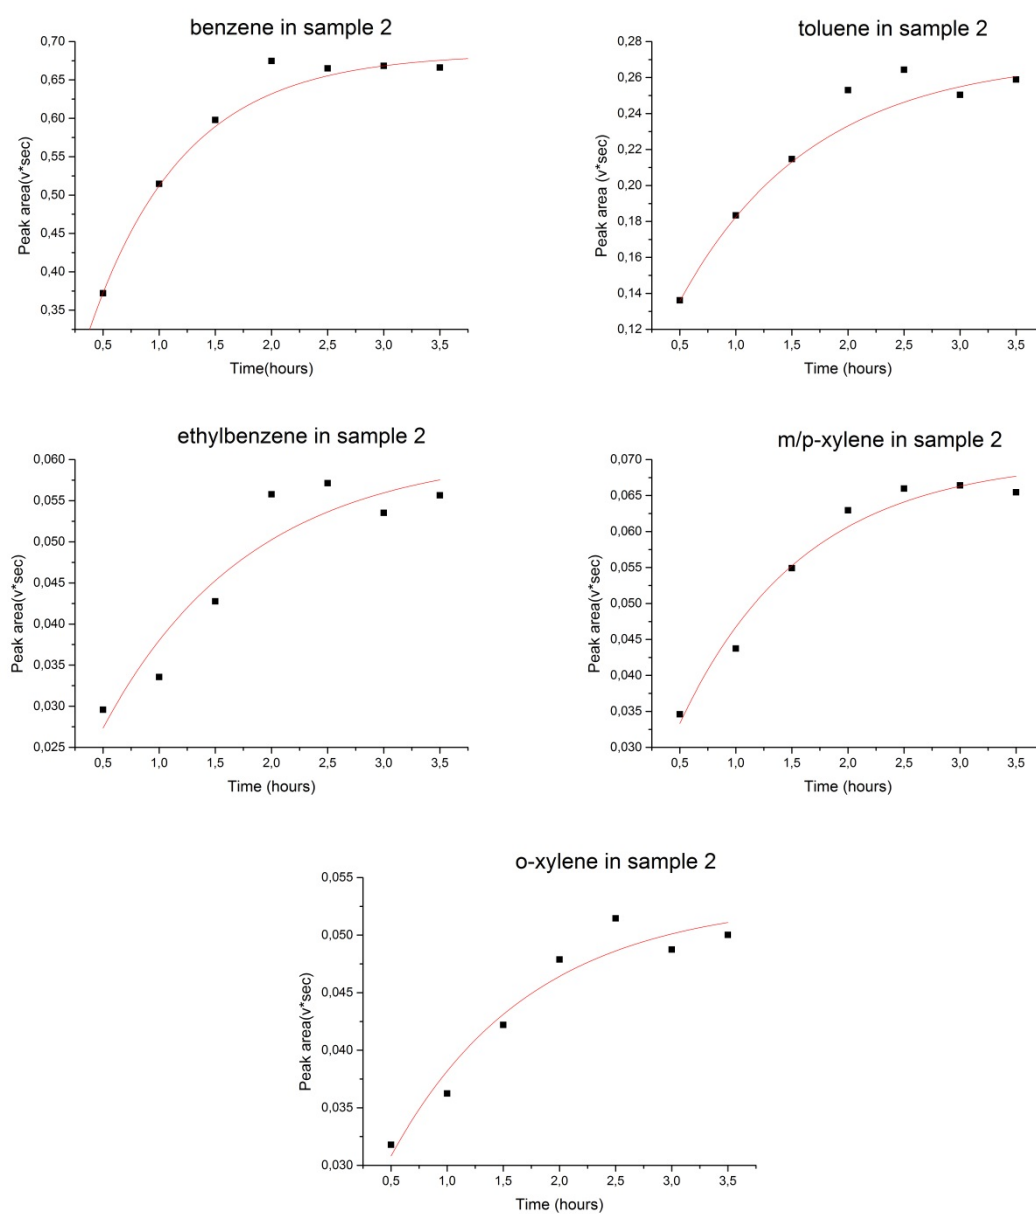 benzene in sample 2
0,70
0,65
0,60
0,55
0,50
0,45
0,40
0,35
Peak area(v*sec)
0,5 1,0 1,5 2,0 2,5 3,0 3,5
Time(hours)
toluene in sample 2
0,28
0,26
0,24
0,22
0,20
0,18
0,16
0,14
0,12
Peak area (v*sec)
0,5 1,0 1,5 2,0 2,5 3,0 3,5
Time (hours)
ethylbenzene in sample 2
0,060
0,055
0,050
0,045
0,040
0,035
0,030
0,025
Peak area(v*sec)
0,5 1,0 1,5 2,0 2,5 3,0 3,5
Time (hours)
m/p-xylene in sample 2
0,070
0,065
0,060
0,055
0,050
0,045
0,040
0,035
0,030
Peak area(v*sec)
0,5 1,0 1,5 2,0 2,5 3,0 3,5
Time (hours)
o-xylene in sample 2
0,055
0,050
0,045
0,040
0,035
0,030
Peak area(v*sec)
0,5 1,0 1,5 2,0 2,5 3,0 3,5
Time (hours)